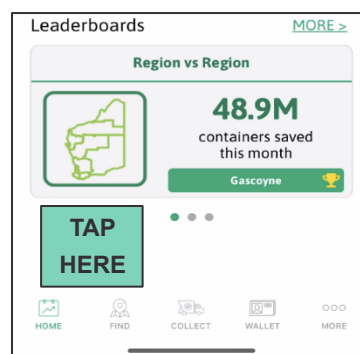 Leaderboards MORE >
Region vs Region
48.9M
containers saved
this month
Gascoyne
TAP
HERE
HOME FIND COLLECT WALLET MORE